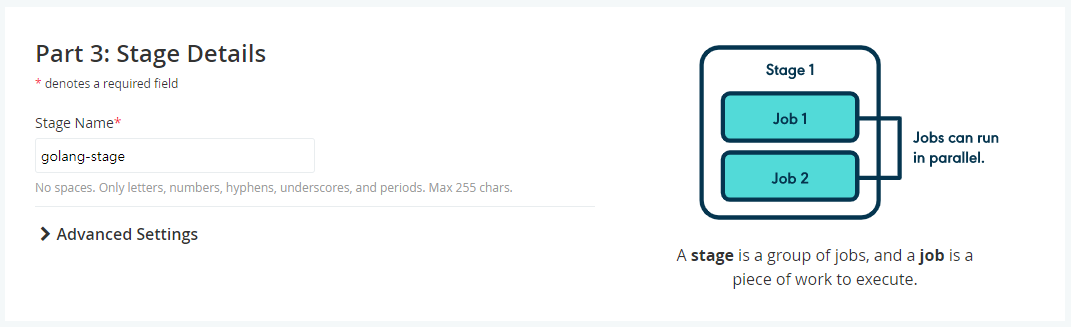 Part 3: Stage Details
* denotes a required field
Stage Name*
golang-stage
No spaces. Only letters, numbers, hyphens, underscores, and periods. Max 255 chars.
Advanced Settings
Stage 1
Job 1
Job 2
Jobs can run
in parallel.
A stage is a group of jobs, and a job is a
piece of work to execute.